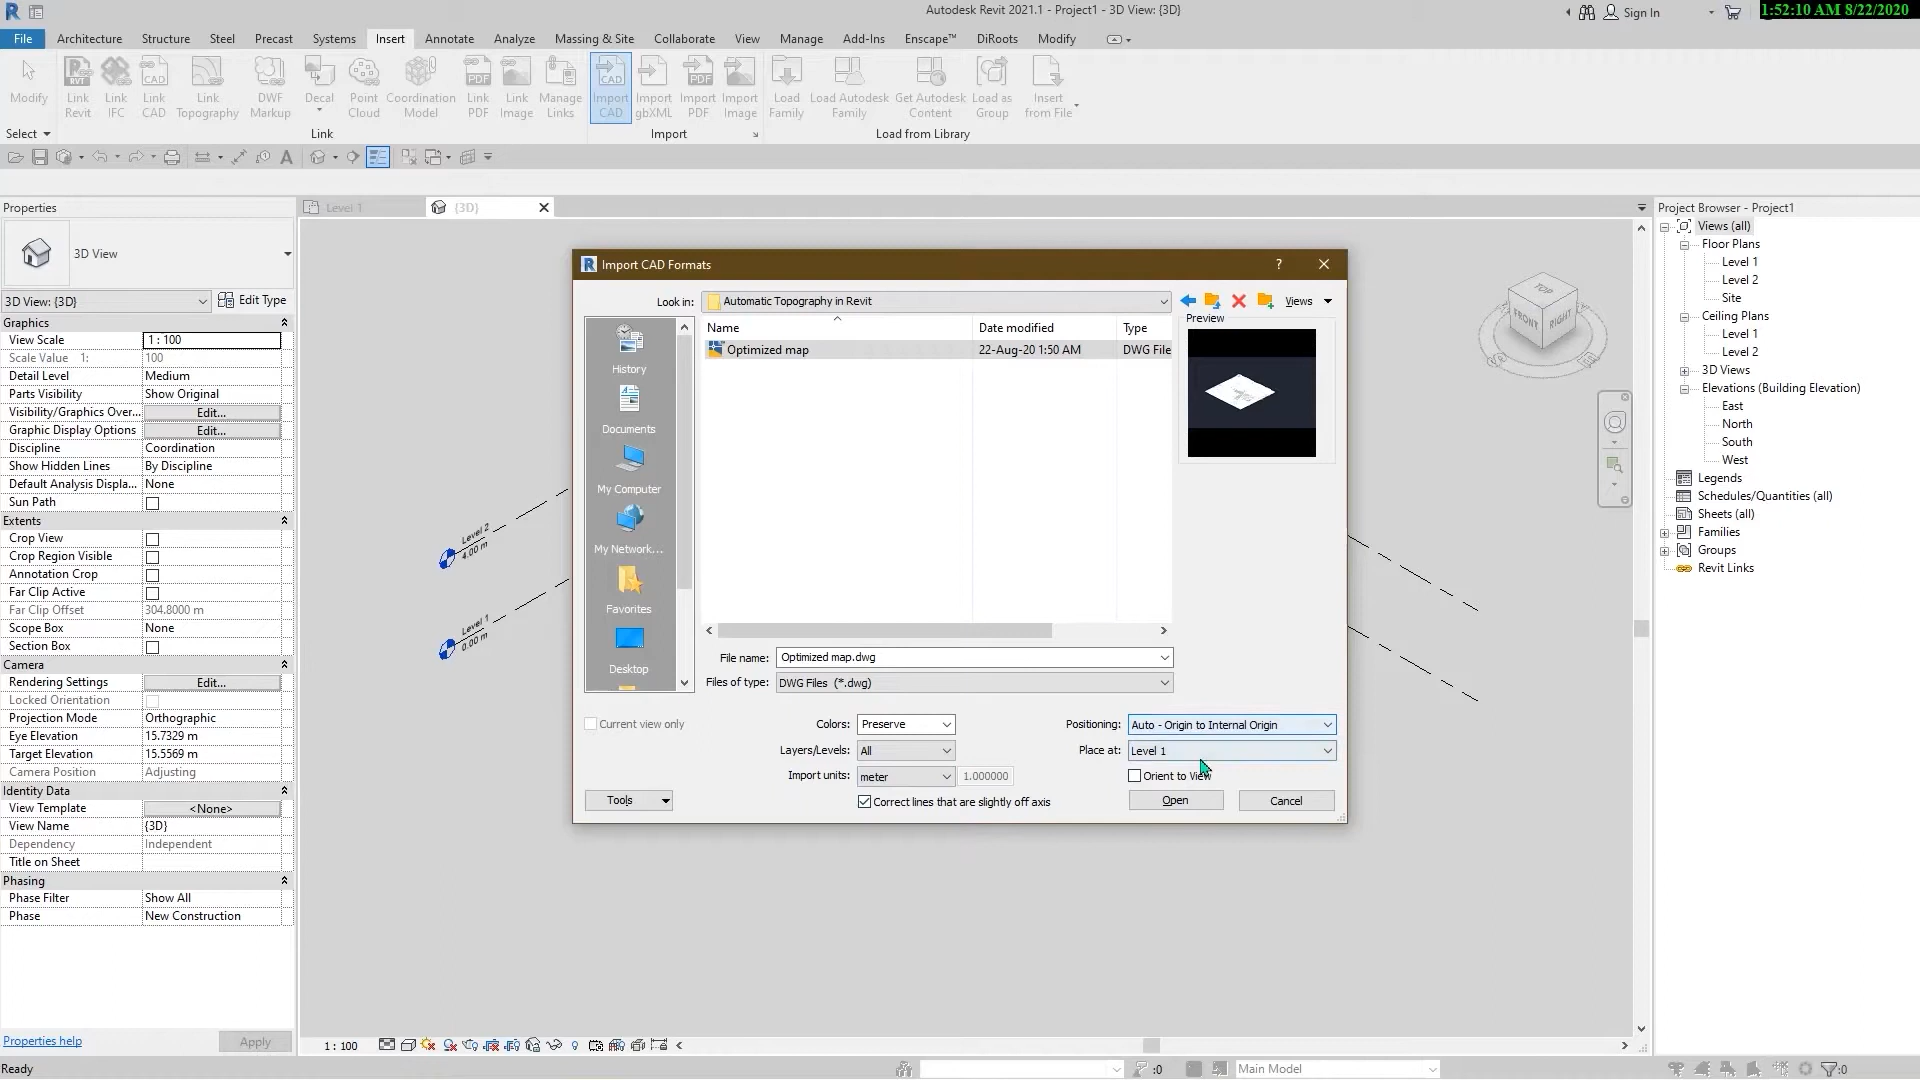 Autodesk Revit 2021.1 - Project1 - 3D View: {3D}
Sign In
1:52:10 AM 8/22/2020
File Architecture Structure Steel Precast Systems Insert Annotate Analyze Massing & Site Collaborate View Manage Add-Ins Enscape™ DiRoots Modify
Modify
Link Revit
Link IFC
Link CAD
Link Topography
DWF Markup
Decal
Point Cloud
Coordination Model
Link PDF
Link Image
Manage Links
Import CAD
Import gbXML
Import PDF
Import Image
Load Family
Load Autodesk Family
Get Autodesk Content
Load as Group
Insert from File
Select
Link
Import
Load from Library
Properties
Level 1
{3D}
Project Browser - Project1
3D View
3D View: {3D}
Edit Type
Graphics
View Scale 1 : 100
Scale Value 1: 100
Detail Level Medium
Parts Visibility Show Original
Visibility/Graphics Over... Edit...
Graphic Display Options Edit...
Discipline Coordination
Show Hidden Lines By Discipline
Default Analysis Displa... None
Sun Path
Extents
Crop View
Crop Region Visible
Annotation Crop
Far Clip Active
Far Clip Offset 304.8000 m
Scope Box None
Section Box
Camera
Rendering Settings Edit...
Locked Orientation
Projection Mode Orthographic
Eye Elevation 15.7329 m
Target Elevation 15.5569 m
Camera Position Adjusting
Identity Data
View Template <None>
View Name {3D}
Dependency Independent
Title on Sheet
Phasing
Phase Filter Show All
Phase New Construction
Properties help
Apply
Level 2
4.00 m
Level 1
0.00 m
Import CAD Formats
?
Look in: Automatic Topography in Revit
Views
Name Date modified Type
Optimized map 22-Aug-20 1:50 AM DWG File
Preview
History
Documents
My Computer
My Network...
Favorites
Desktop
File name: Optimized map.dwg
Files of type: DWG Files (*.dwg)
Current view only
Colors: Preserve
Positioning: Auto - Origin to Internal Origin
Layers/Levels: All
Place at: Level 1
Import units: meter 1.000000
Orient to View
Tools
Correct lines that are slightly off axis
Open
Cancel
TOP
FRONT
RIGHT
Views (all)
Floor Plans
Level 1
Level 2
Site
Ceiling Plans
Level 1
Level 2
3D Views
Elevations (Building Elevation)
East
North
South
West
Legends
Schedules/Quantities (all)
Sheets (all)
Families
Groups
Revit Links
1 : 100
Ready
:0
Main Model
:0